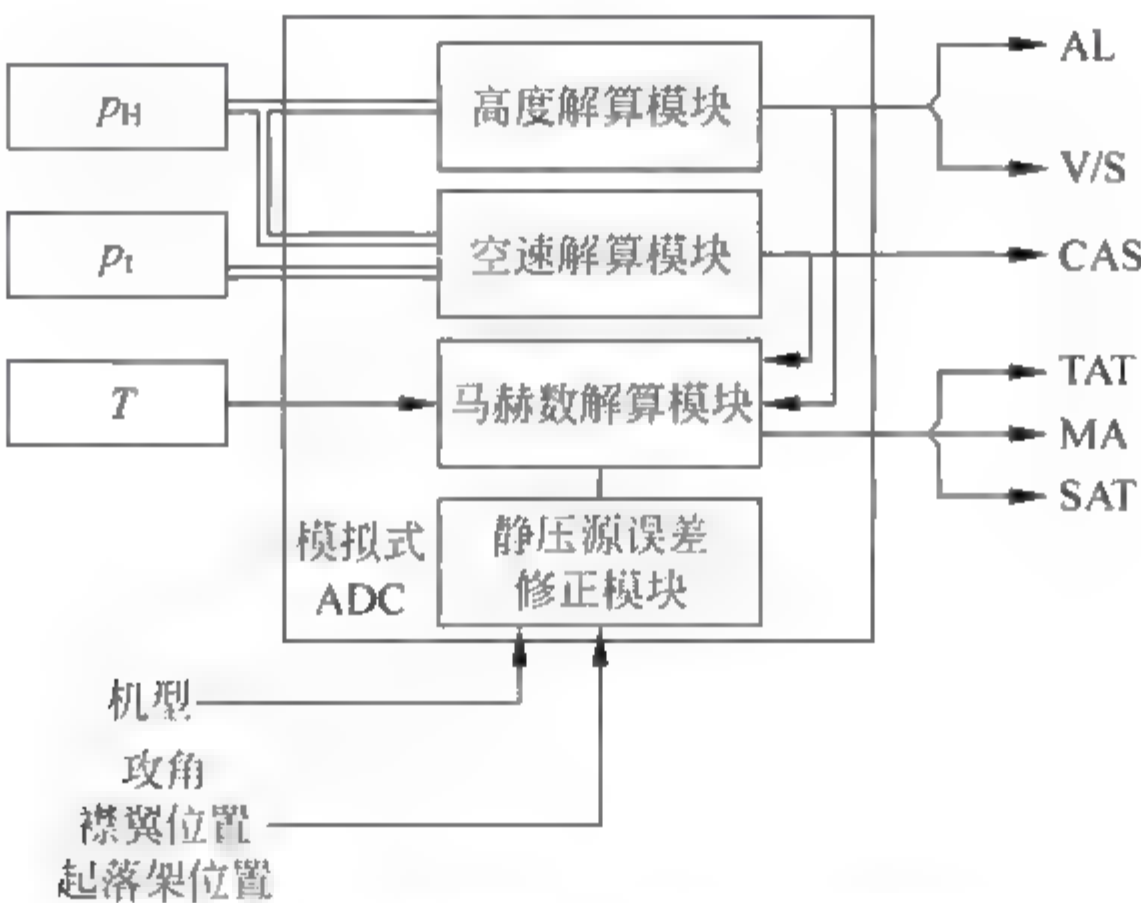 p_H
高度解算模块
AL
V/S
p_t
空速解算模块
CAS
T
马赫数解算模块
TAT
MA
SAT
模拟式
ADC
静压源误差
修正模块
机型
攻角
襟翼位置
起落架位置